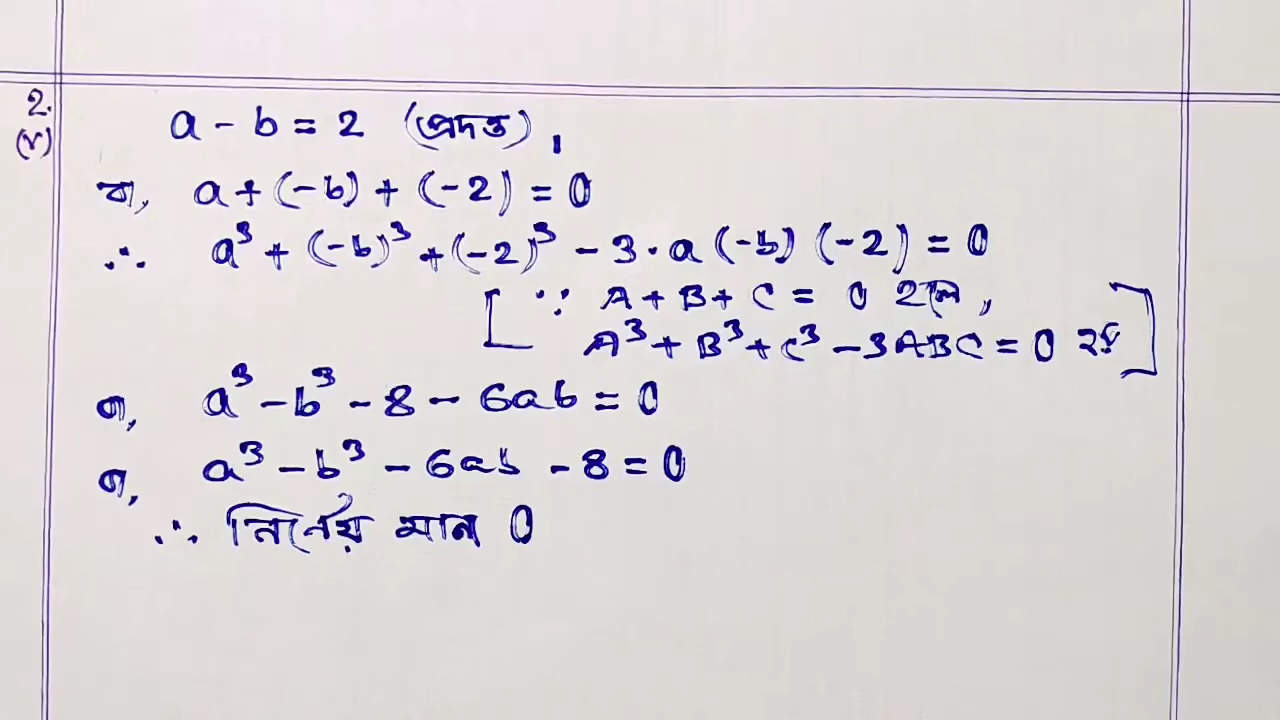 2.
(v) a - b = 2 (প্রদত্ত),
বা, a + (-b) + (-2) = 0
∴ a³ + (-b)³ + (-2)³ - 3·a (-b) (-2) = 0
[∵ A + B + C = 0 হলে,
A³ + B³ + C³ - 3ABC = 0 হয়]
বা, a³ - b³ - 8 - 6ab = 0
বা, a³ - b³ - 6ab - 8 = 0
∴ নির্ণেয় মান 0